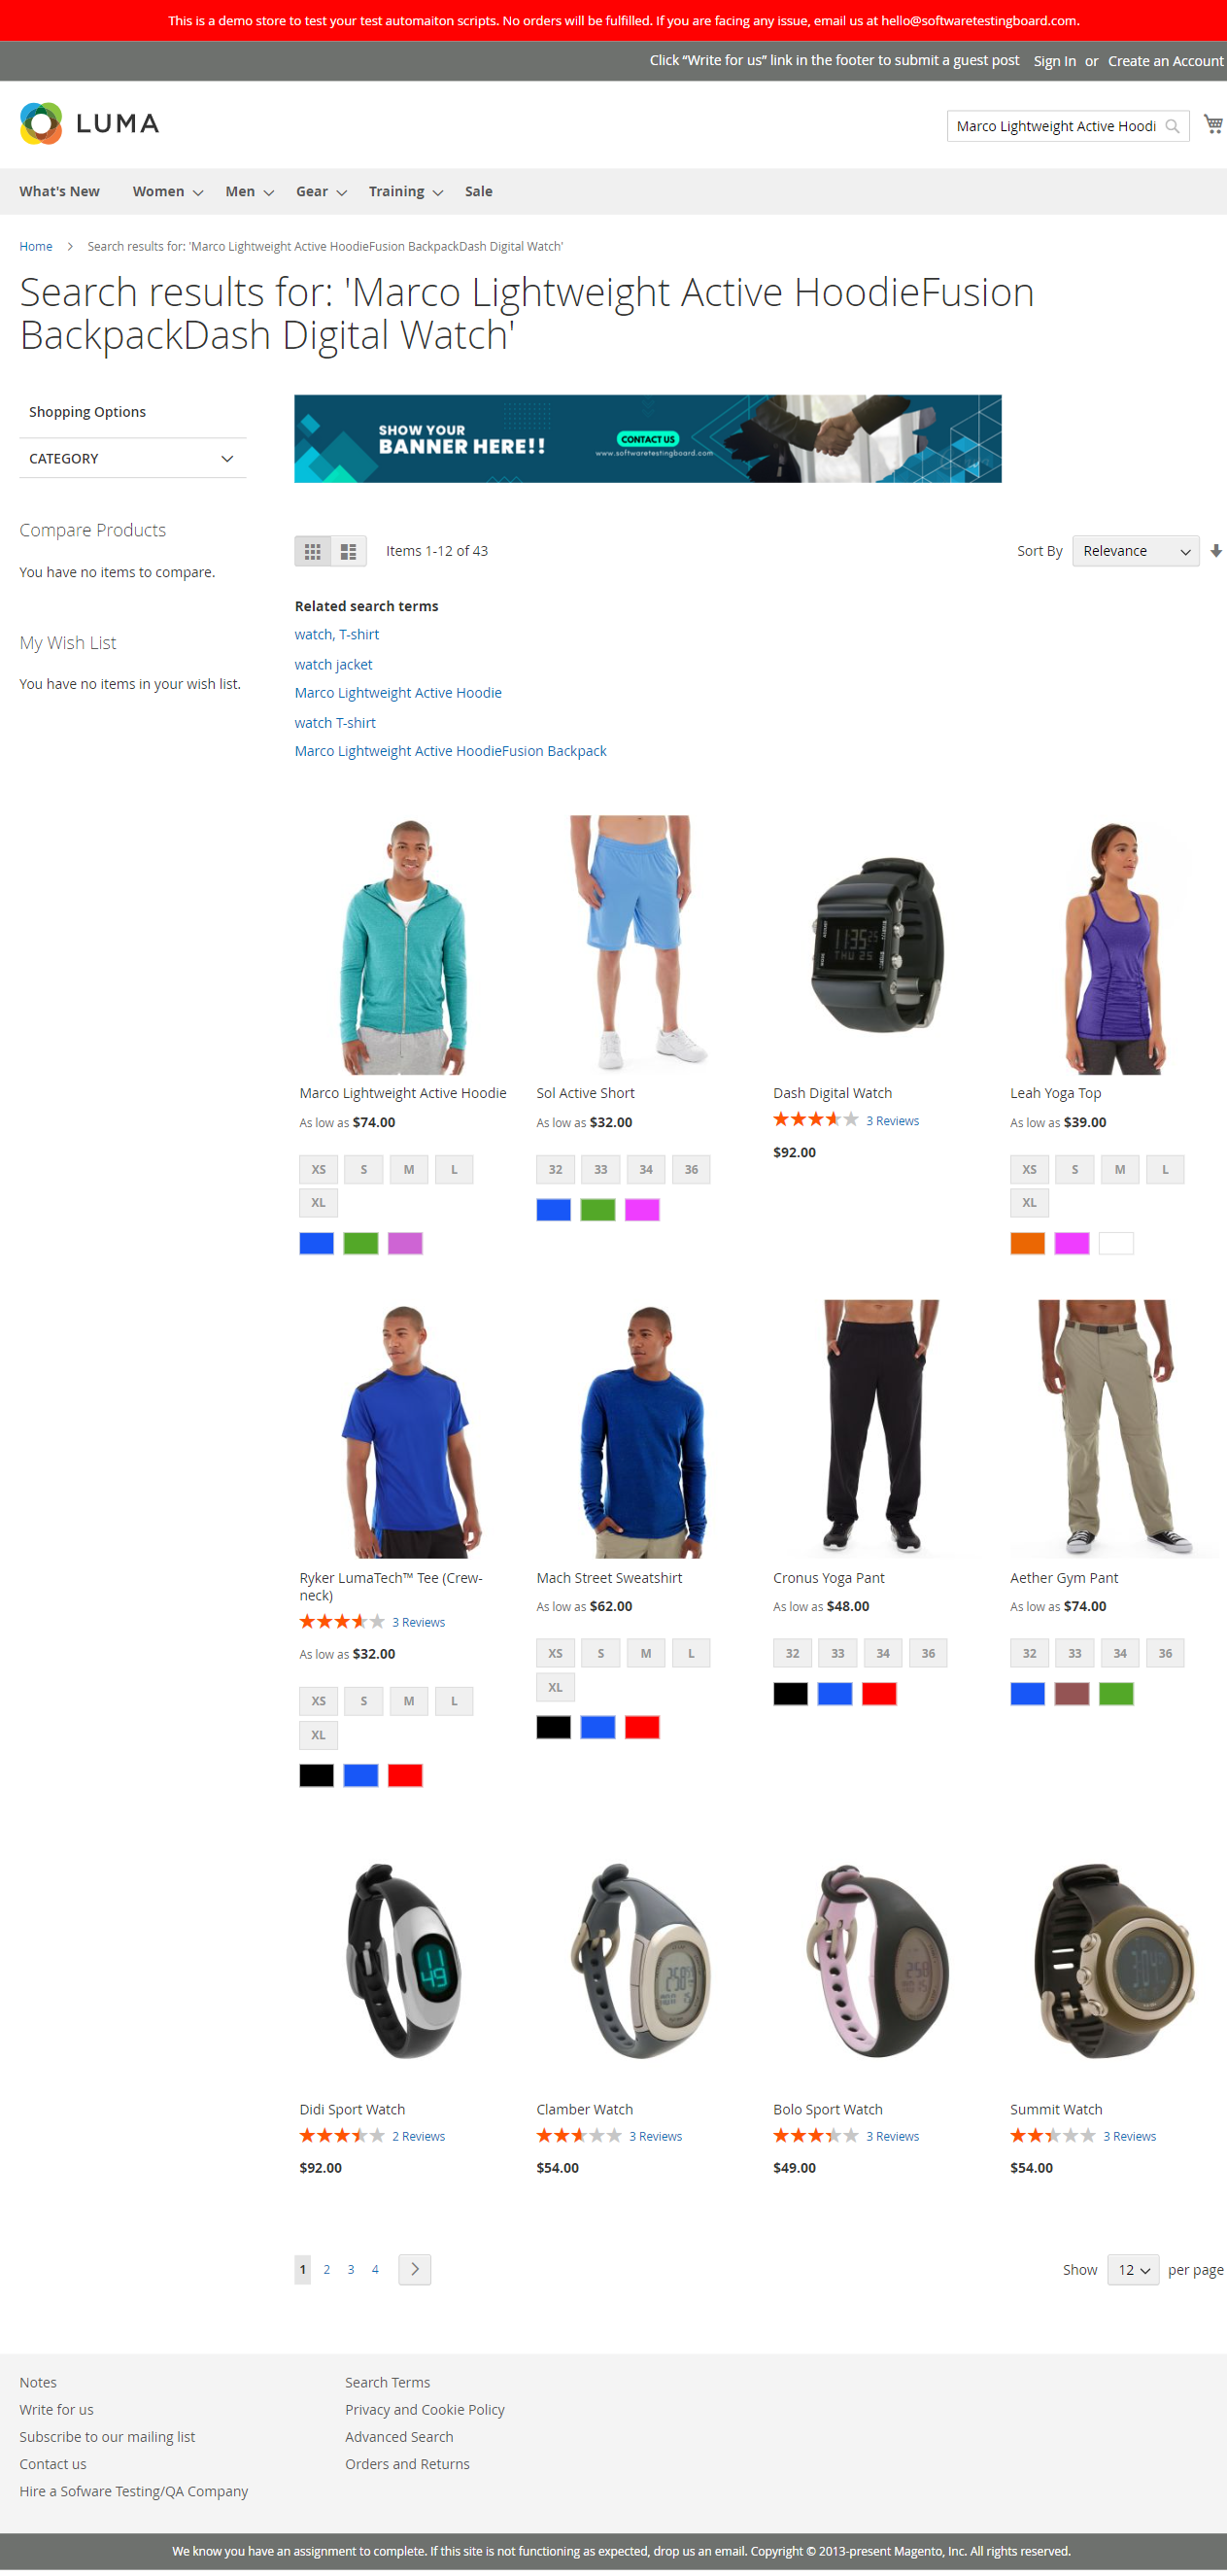 This is a demo store to test your test automaiton scripts. No orders will be fulfilled. If you are facing any issue, email us at hello@softwaretestingboard.com.
Click “Write for us” link in the footer to submit a guest post Sign In or Create an Account
LUMA
Marco Lightweight Active Hoodi
What's New Women Men Gear Training Sale
Home > Search results for: 'Marco Lightweight Active HoodieFusion BackpackDash Digital Watch'
Search results for: 'Marco Lightweight Active HoodieFusion
BackpackDash Digital Watch'
Shopping Options
CATEGORY
Compare Products
You have no items to compare.
My Wish List
You have no items in your wish list.
SHOW YOUR
BANNER HERE!!
CONTACT US
www.softwaretestingboard.com
Items 1-12 of 43
Sort By Relevance
Related search terms
watch, T-shirt
watch jacket
Marco Lightweight Active Hoodie
watch T-shirt
Marco Lightweight Active HoodieFusion Backpack
11:35 25
THU 25
Marco Lightweight Active Hoodie
As low as $74.00
XS S M L
XL
Sol Active Short
As low as $32.00
32 33 34 36
Dash Digital Watch
3 Reviews
$92.00
Leah Yoga Top
As low as $39.00
XS S M L
XL
Ryker LumaTech™ Tee (Crew-
neck)
3 Reviews
As low as $32.00
XS S M L
XL
Mach Street Sweatshirt
As low as $62.00
XS S M L
XL
Cronus Yoga Pant
As low as $48.00
32 33 34 36
Aether Gym Pant
As low as $74.00
32 33 34 36
11
49
Didi Sport Watch
2 Reviews
$92.00
Clamber Watch
3 Reviews
$54.00
Bolo Sport Watch
3 Reviews
$49.00
Summit Watch
3 Reviews
$54.00
1 2 3 4
Show 12 per page
Notes
Write for us
Subscribe to our mailing list
Contact us
Hire a Sofware Testing/QA Company
Search Terms
Privacy and Cookie Policy
Advanced Search
Orders and Returns
We know you have an assignment to complete. If this site is not functioning as expected, drop us an email. Copyright © 2013-present Magento, Inc. All rights reserved.